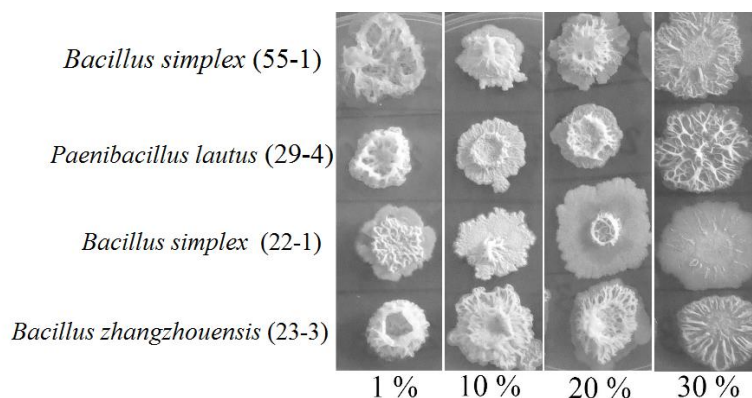 Bacillus simplex (55-1)
Paenibacillus lautus (29-4)
Bacillus simplex (22-1)
Bacillus zhangzhouensis (23-3)
1 % 10 % 20 % 30 %